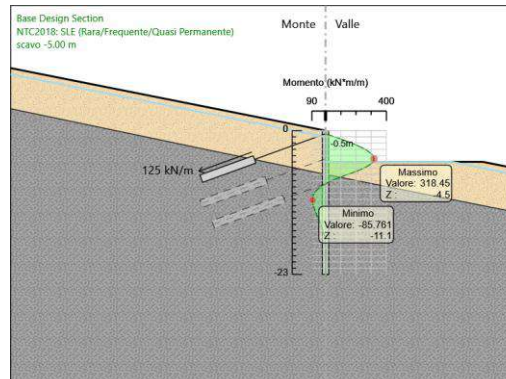 Base Design Section
NTC2018: SLE (Rara/Frequente/Quasi Permanente)
scavo -5.00 m
Monte
Valle
Momento (kN*m/m)
90
400
0
-0.5m
125 kN/m
Massimo
Valore: 318.45
Z -4.5
Minimo
Valore: -85.761
Z -11.1
-23